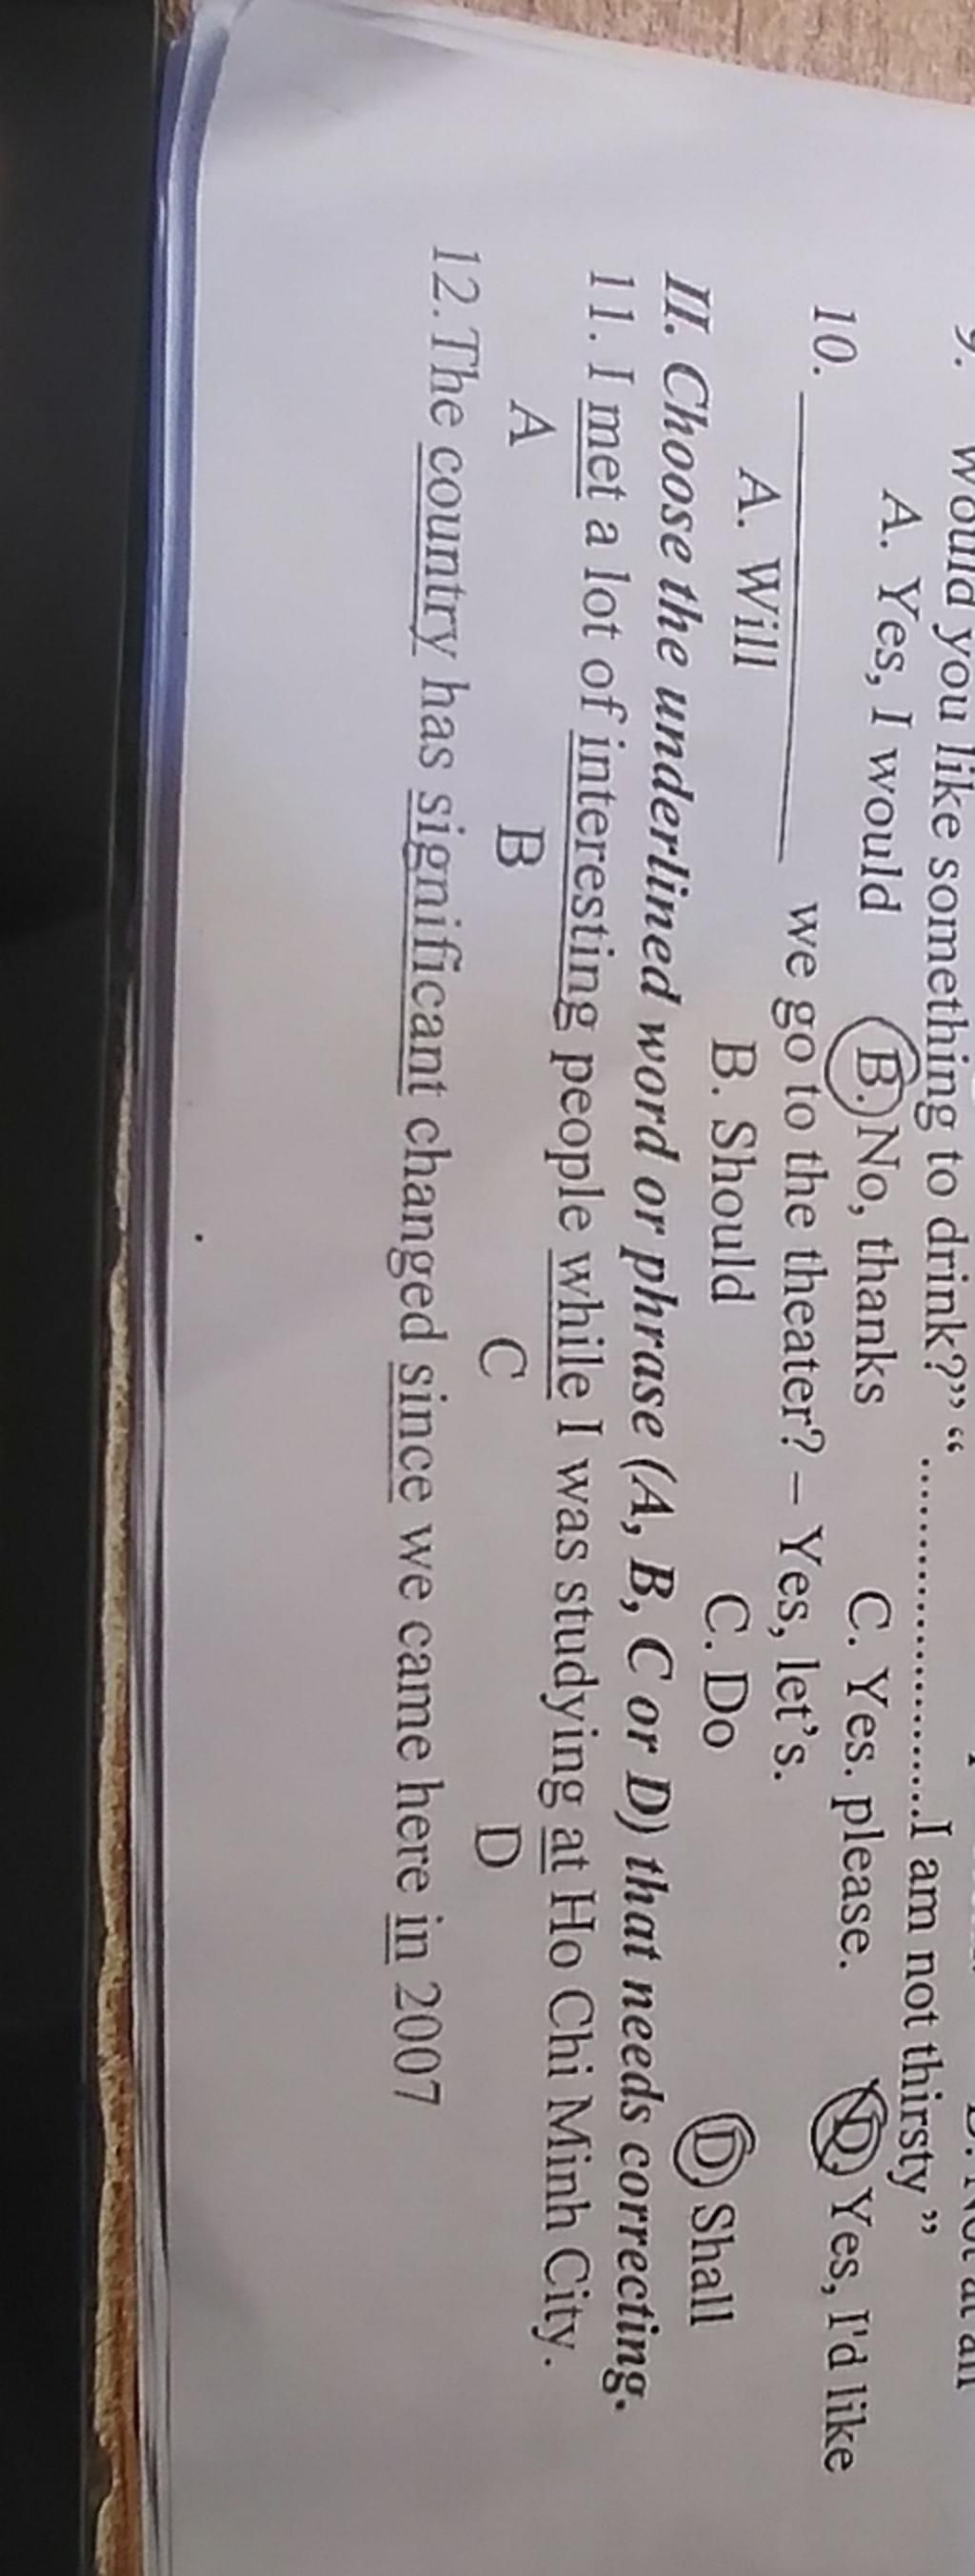 9. Would you like something to drink?” “ ........................I am not thirsty ”
A. Yes, I would B. No, thanks C. Yes. please. D Yes, I'd like
10. ____________ we go to the theater? – Yes, let’s.
A. Will B. Should C. Do D Shall
II. Choose the underlined word or phrase (A, B, C or D) that needs correcting.
11. I met a lot of interesting people while I was studying at Ho Chi Minh City.
A B C D
12. The country has significant changed since we came here in 2007